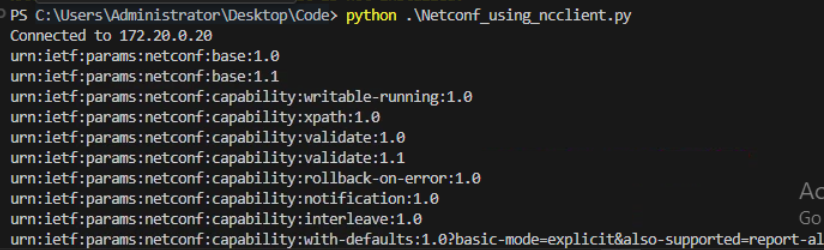 PS C:\Users\Administrator\Desktop\Code> python .\Netconf_using_ncclient.py
Connected to 172.20.0.20
urn:ietf:params:netconf:base:1.0
urn:ietf:params:netconf:base:1.1
urn:ietf:params:netconf:capability:writable-running:1.0
urn:ietf:params:netconf:capability:xpath:1.0
urn:ietf:params:netconf:capability:validate:1.0
urn:ietf:params:netconf:capability:validate:1.1
urn:ietf:params:netconf:capability:rollback-on-error:1.0
urn:ietf:params:netconf:capability:notification:1.0
urn:ietf:params:netconf:capability:interleave:1.0
urn:ietf:params:netconf:capability:with-defaults:1.0?basic-mode=explicit&also-supported=report-al
Ac
Go